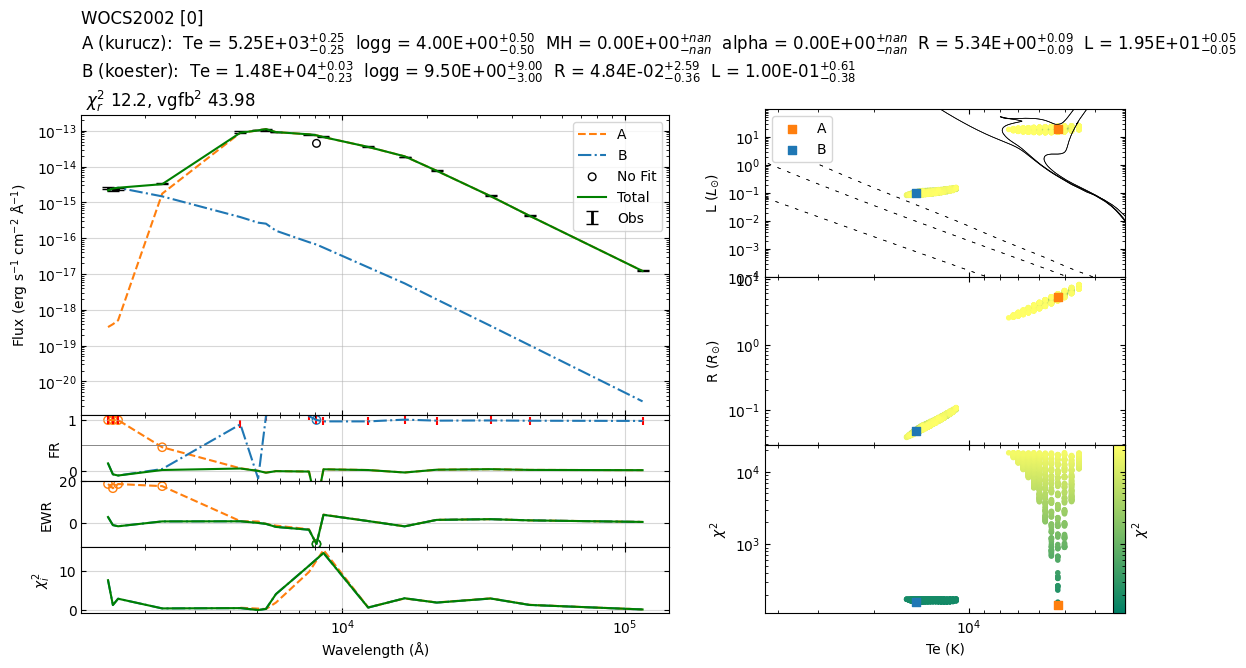 WOCS2002 [0]
A (kurucz):  Te = 5.25E+03^{+0.25}_{-0.25}  logg = 4.00E+00^{+0.50}_{-0.50}  MH = 0.00E+00^{+nan}_{-nan}  alpha = 0.00E+00^{+nan}_{-nan}  R = 5.34E+00^{+0.09}_{-0.09}  L = 1.95E+01^{+0.05}_{-0.05}
B (koester):  Te = 1.48E+04^{+0.03}_{-0.23}  logg = 9.50E+00^{+9.00}_{-3.00}  R = 4.84E-02^{+2.59}_{-0.36}  L = 1.00E-01^{+0.61}_{-0.38}
χ²ᵣ 12.2, vgfb² 43.98
Flux (erg s⁻¹ cm⁻² Å⁻¹)
10⁻¹³
10⁻¹⁴
10⁻¹⁵
10⁻¹⁶
10⁻¹⁷
10⁻¹⁸
10⁻¹⁹
10⁻²⁰
A
B
No Fit
Total
Obs
FR
1
0
EWR
20
0
χ²ᵢ
10
0
10⁴
10⁵
Wavelength (Å)
A
B
L (L⊙)
10¹
10⁰
10⁻¹
10⁻²
10⁻³
10⁻⁴
R (R⊙)
10¹
10⁰
10⁻¹
χ²
10⁴
10³
χ²
10⁴
Te (K)